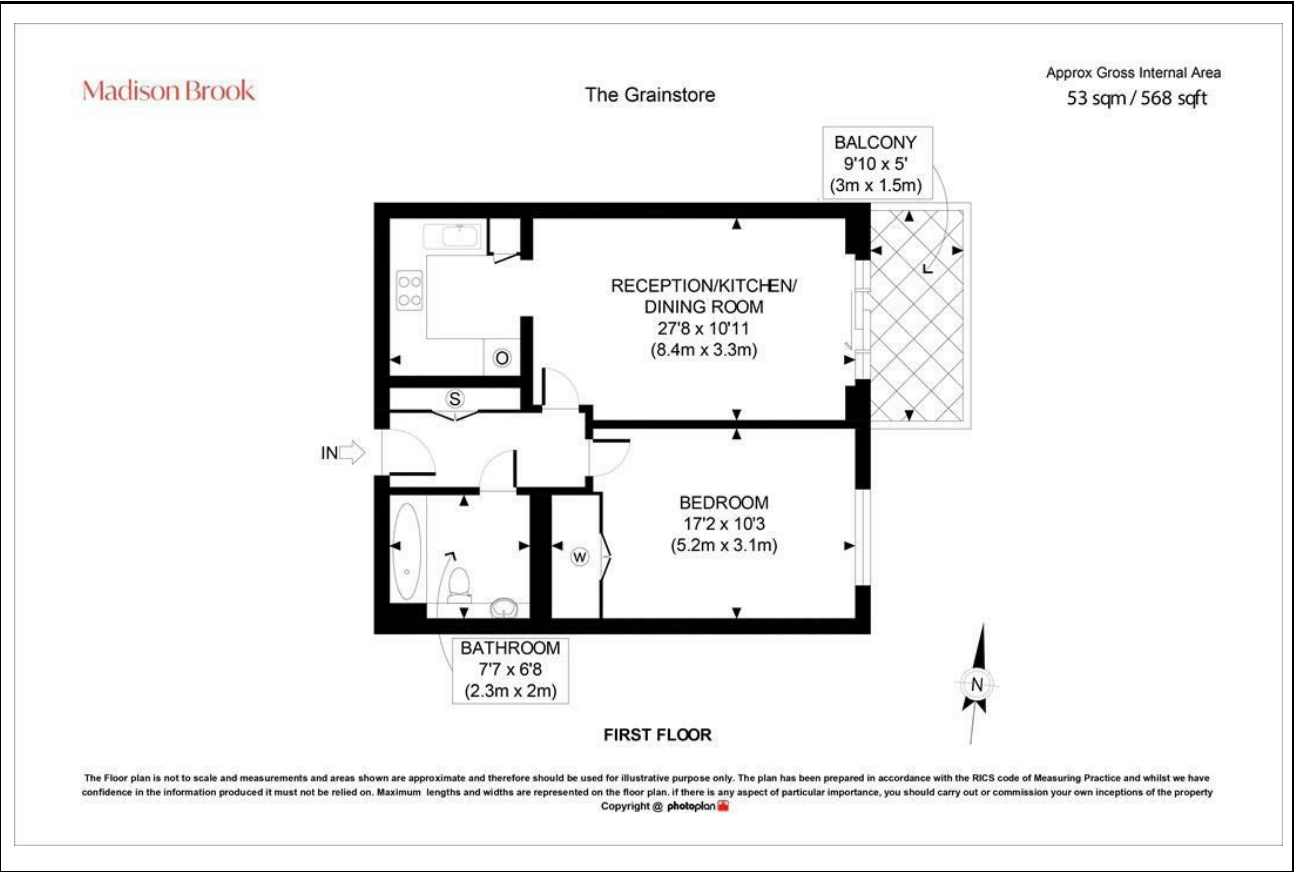 Madison Brook
The Grainstore
Approx Gross Internal Area
53 sqm / 568 sqft
BALCONY
9'10 x 5'
(3m x 1.5m)
RECEPTION/KITCHEN/
DINING ROOM
27'8 x 10'11
(8.4m x 3.3m)
O
S
IN
BEDROOM
17'2 x 10'3
(5.2m x 3.1m)
W
BATHROOM
7'7 x 6'8
(2.3m x 2m)
N
FIRST FLOOR
The Floor plan is not to scale and measurements and areas shown are approximate and therefore should be used for illustrative purpose only. The plan has been prepared in accordance with the RICS code of Measuring Practice and whilst we have
confidence in the information produced it must not be relied on. Maximum lengths and widths are represented on the floor plan. if there is any aspect of particular importance, you should carry out or commission your own inceptions of the property
Copyright @ photoplan